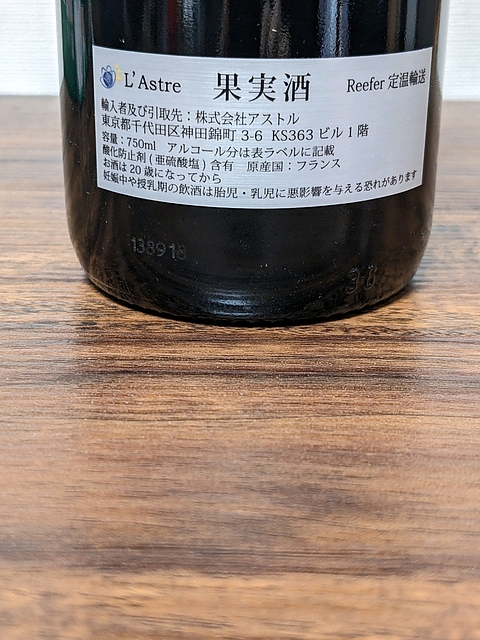 L'Astre 果実酒 Reefer 定温輸送
輸入者及び引取先：株式会社アストル
東京都千代田区神田錦町 3-6 KS363 ビル 1 階
容量：750ml アルコール分は表ラベルに記載
酸化防止剤 ( 亜硫酸塩 ) 含有 原産国：フランス
お酒は 20 歳になってから
妊娠中や授乳期の飲酒は胎児・乳児に悪影響を与える恐れがあります
138918